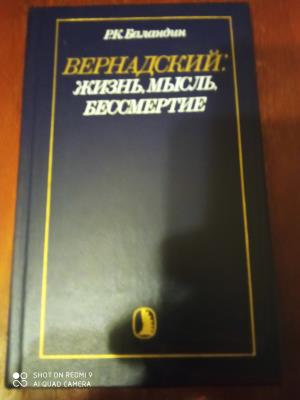 Р.К. Баландин
ВЕРНАДСКИЙ:
ЖИЗНЬ, МЫСЛЬ,
БЕССМЕРТИЕ
SHOT ON REDMI 9
AI QUAD CAMERA